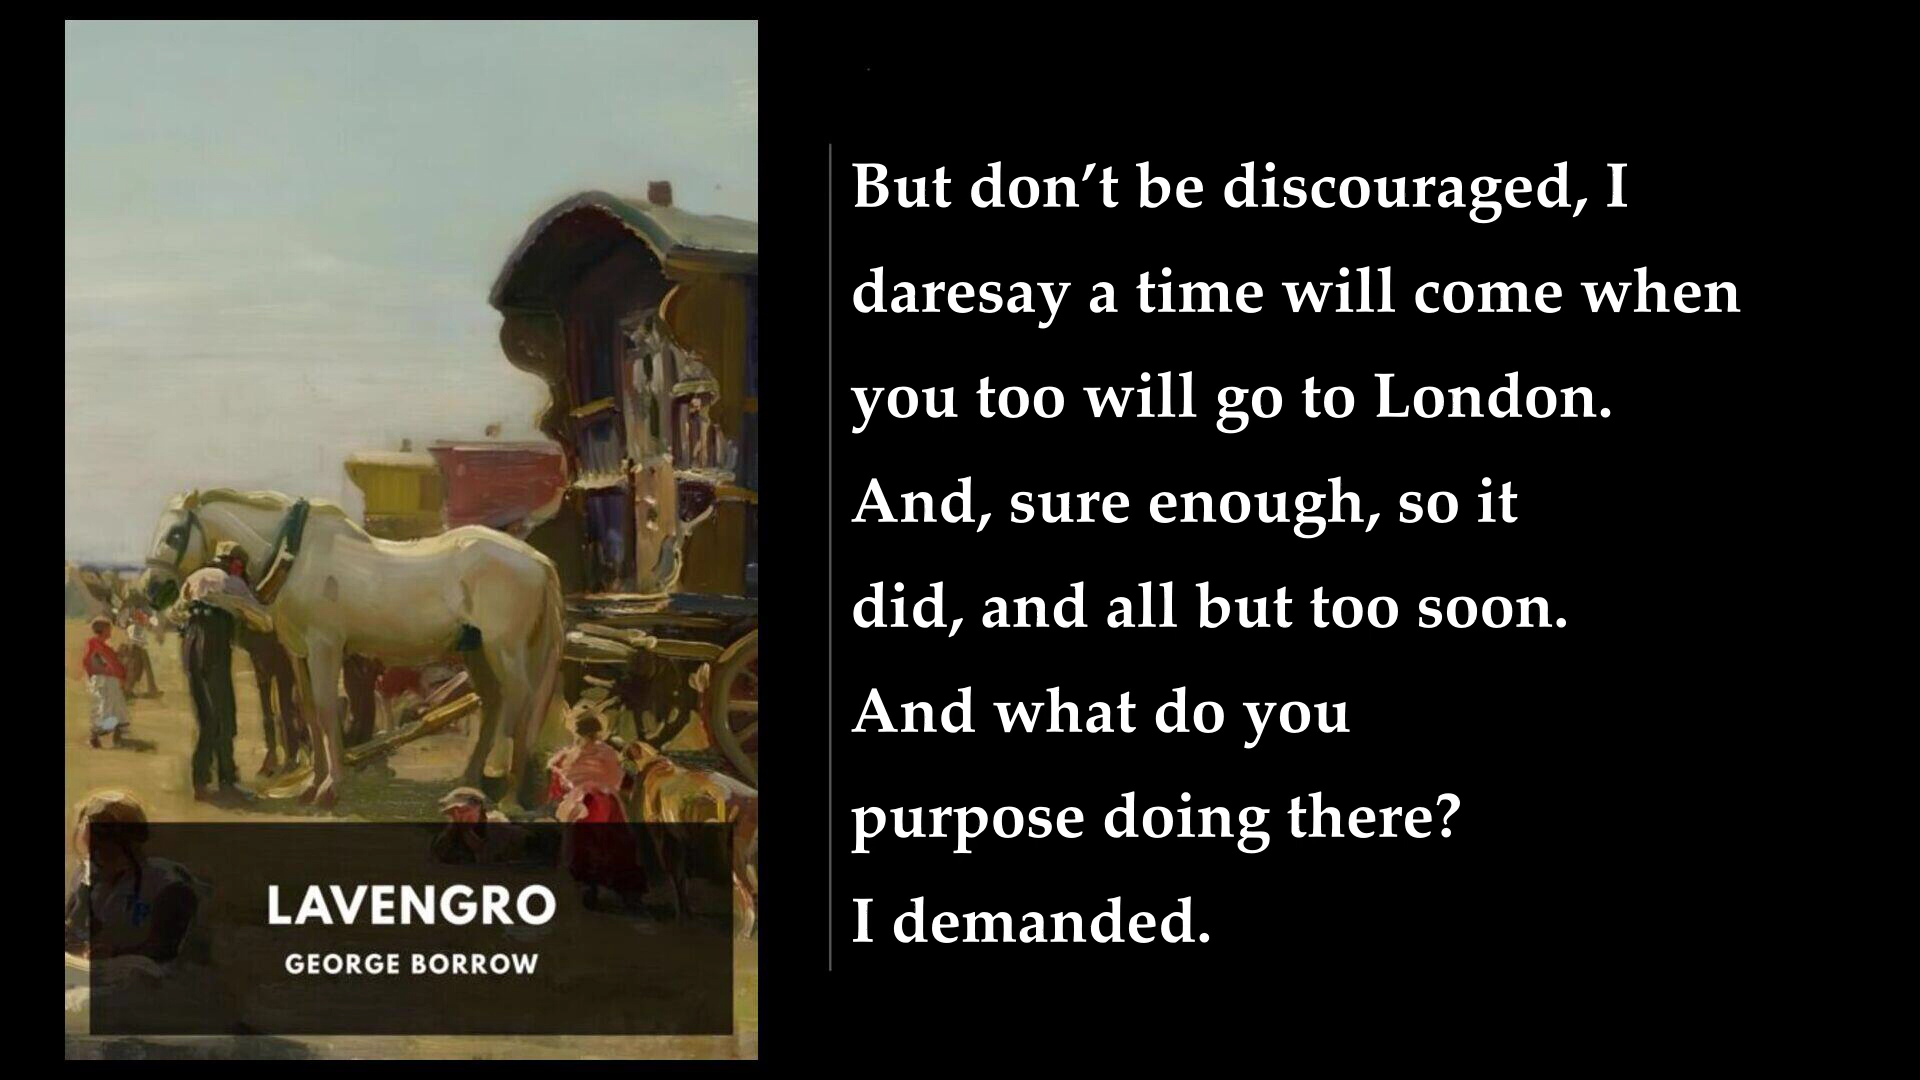 LAVENGRO
GEORGE BORROW
But don’t be discouraged, I
daresay a time will come when
you too will go to London.
And, sure enough, so it
did, and all but too soon.
And what do you
purpose doing there?
I demanded.